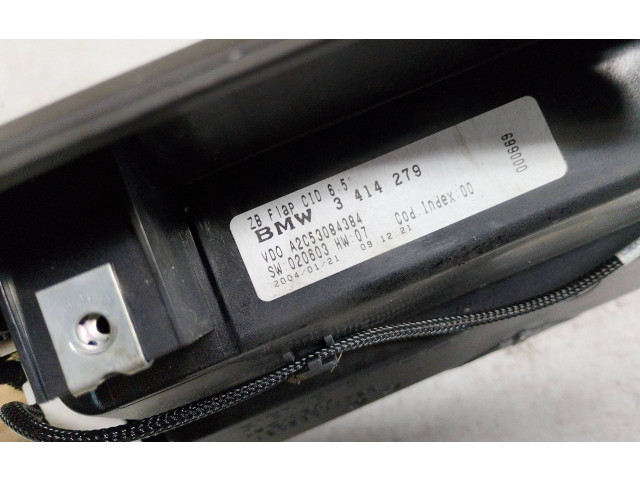 ZB Flap CID 6,5"
BMW 3 414 279
VDO A2C53084384 Cod Index:00
SW:020603 HW:07
2004/01/21 09.12.21
699000